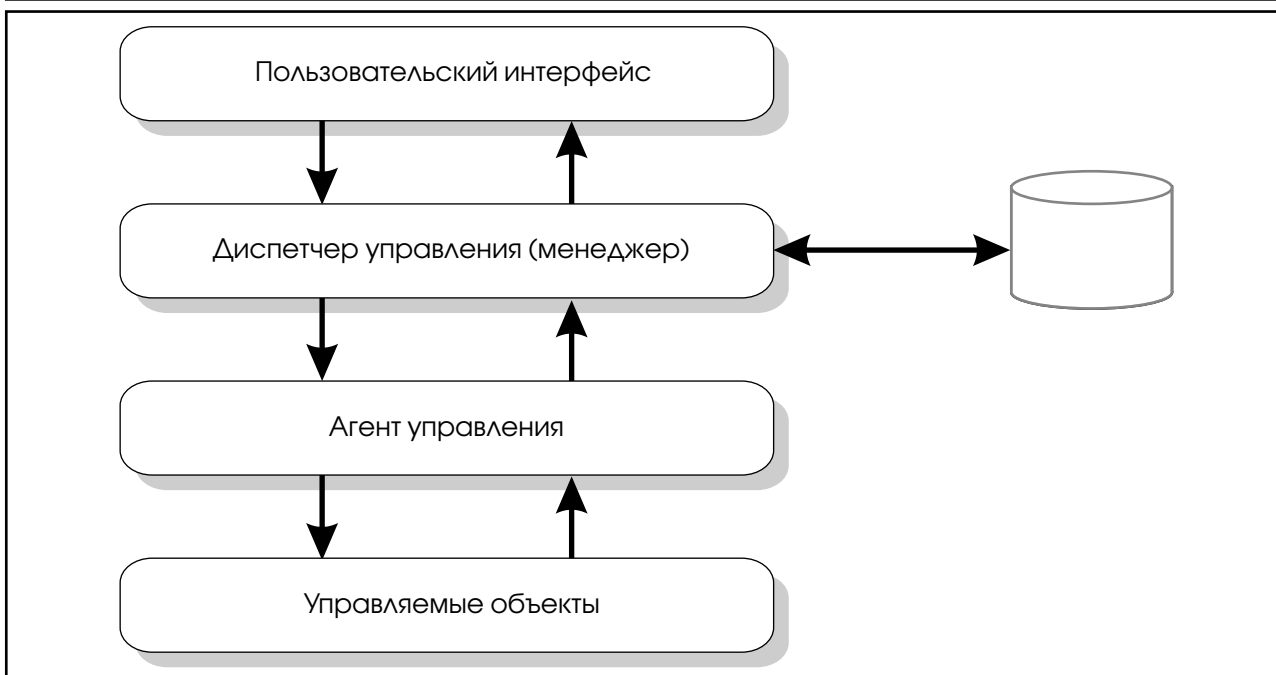 Пользовательский интерфейс
Диспетчер управления (менеджер)
Агент управления
Управляемые объекты